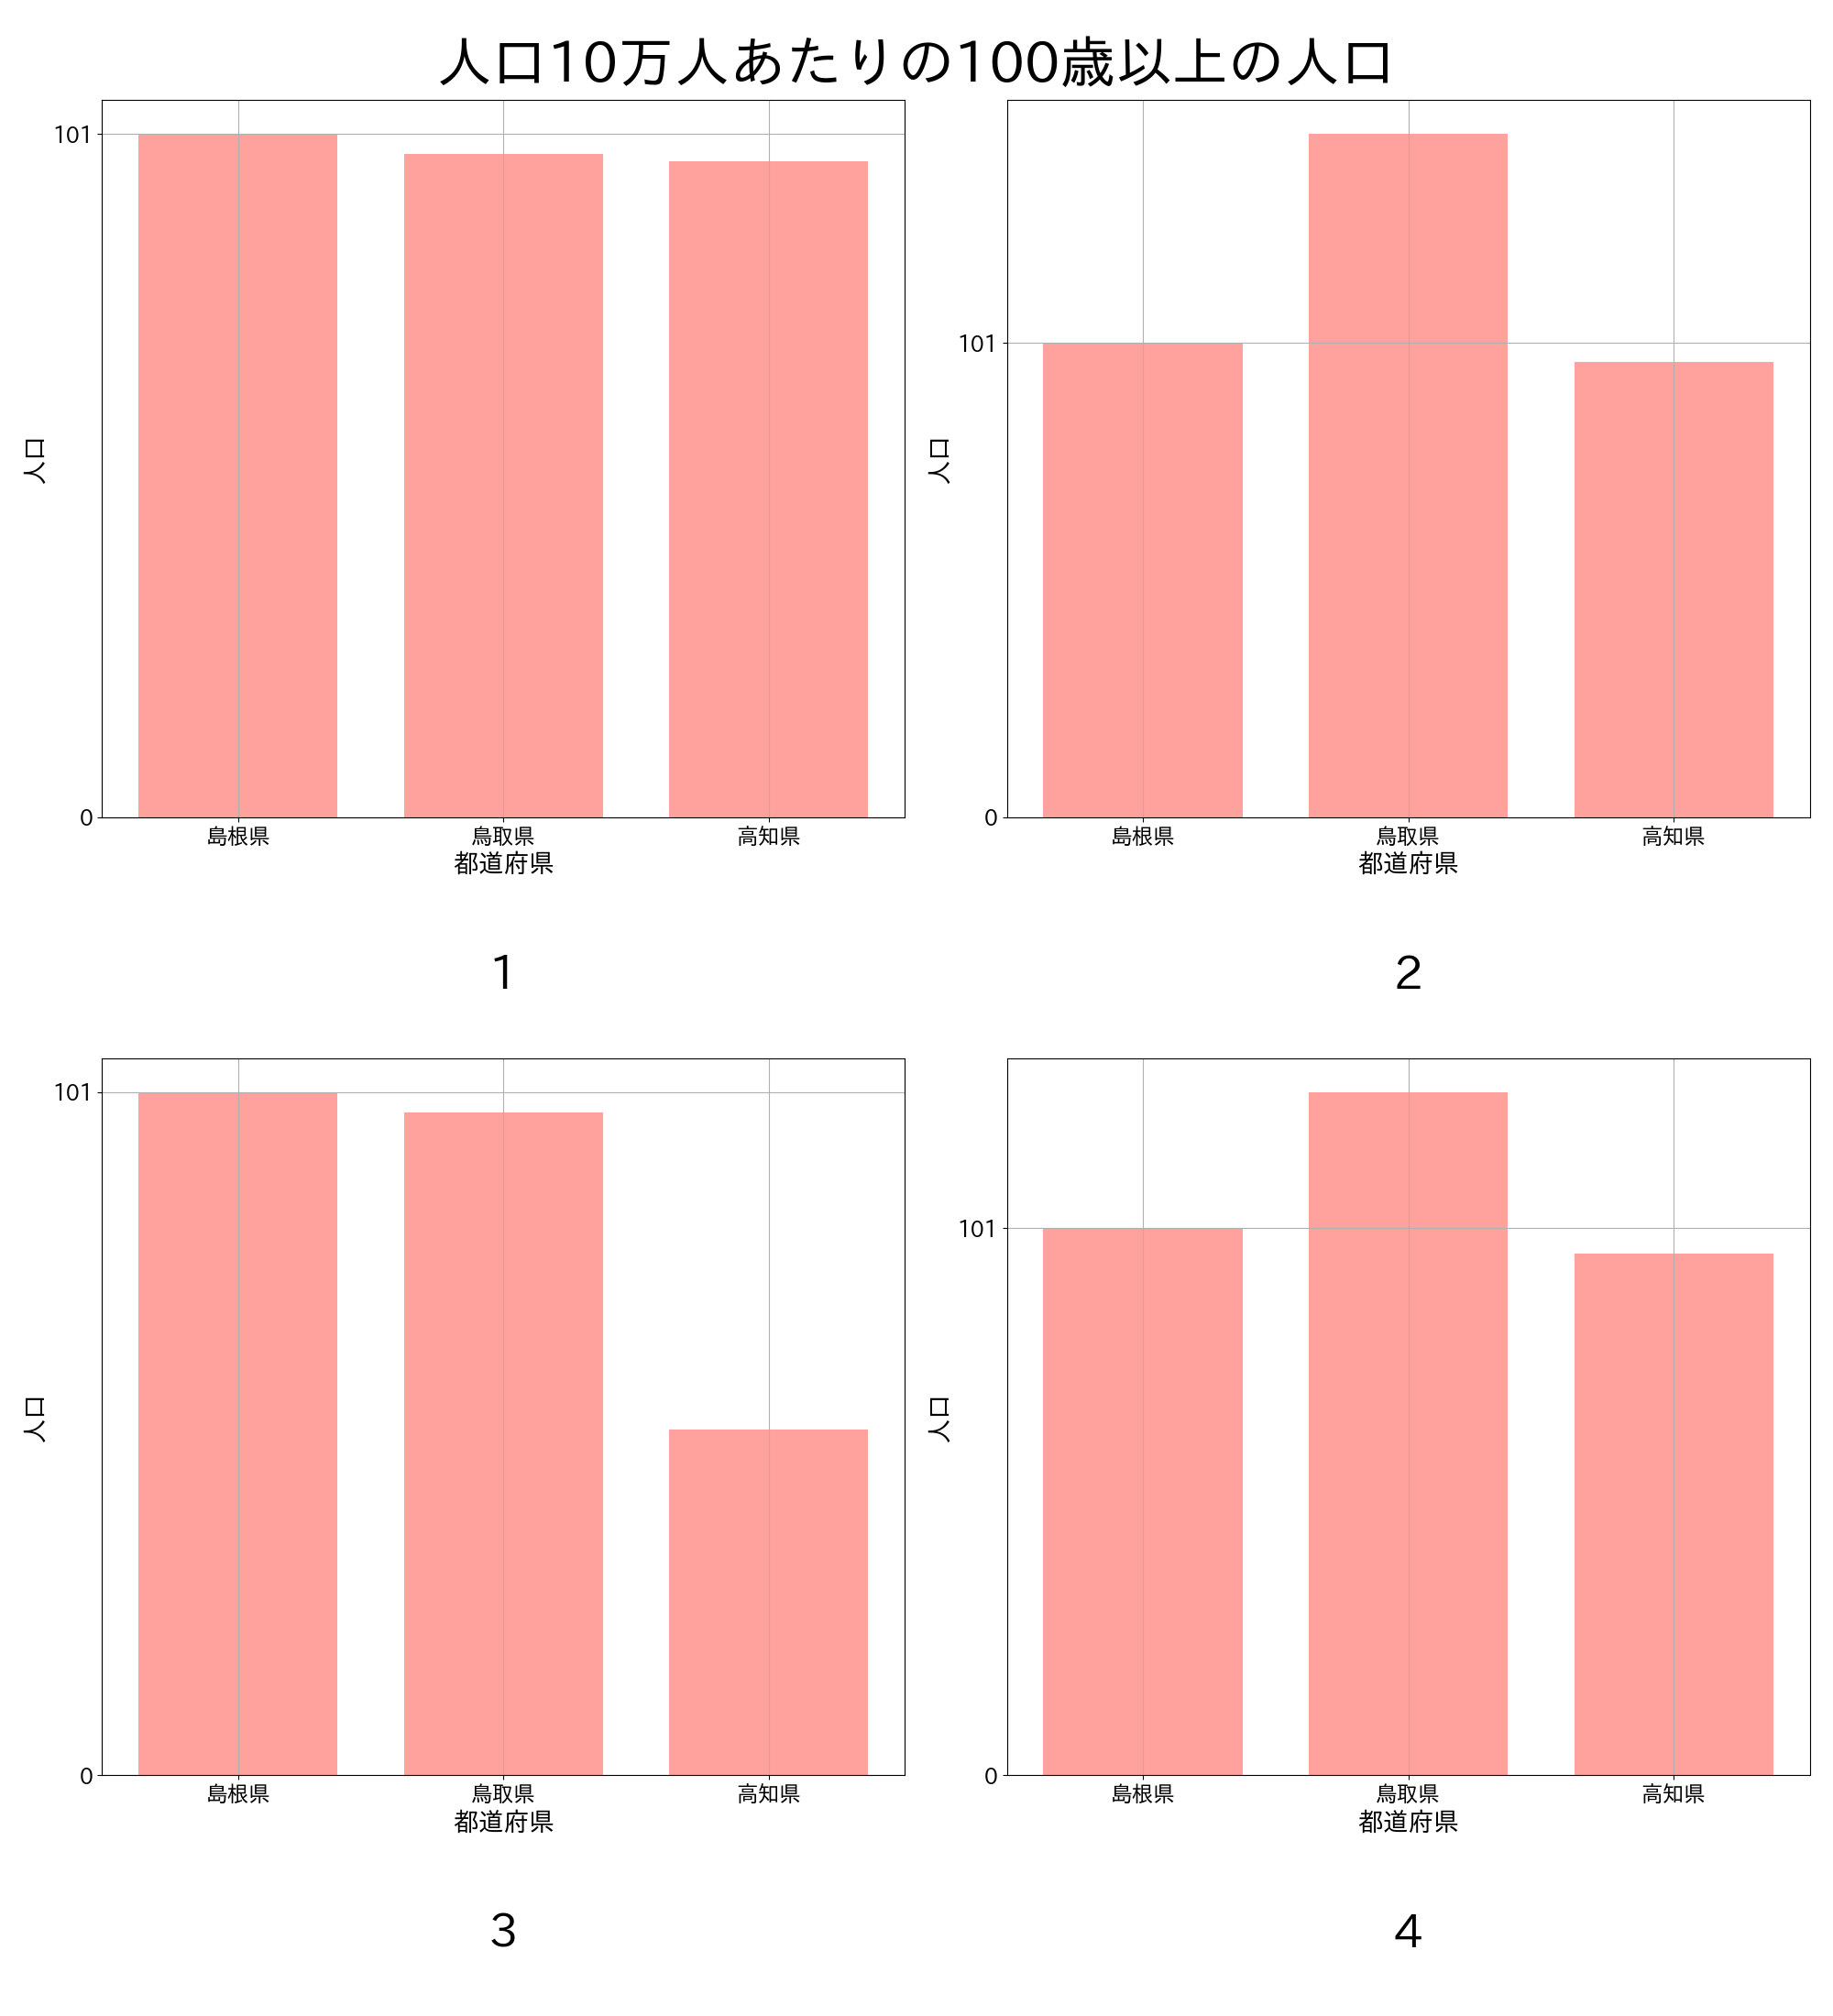 人口10万人あたりの100歳以上の人口
101
0
人口
島根県 鳥取県 高知県
都道府県
1
101
0
人口
島根県 鳥取県 高知県
都道府県
2
101
0
人口
島根県 鳥取県 高知県
都道府県
3
101
0
人口
島根県 鳥取県 高知県
都道府県
4